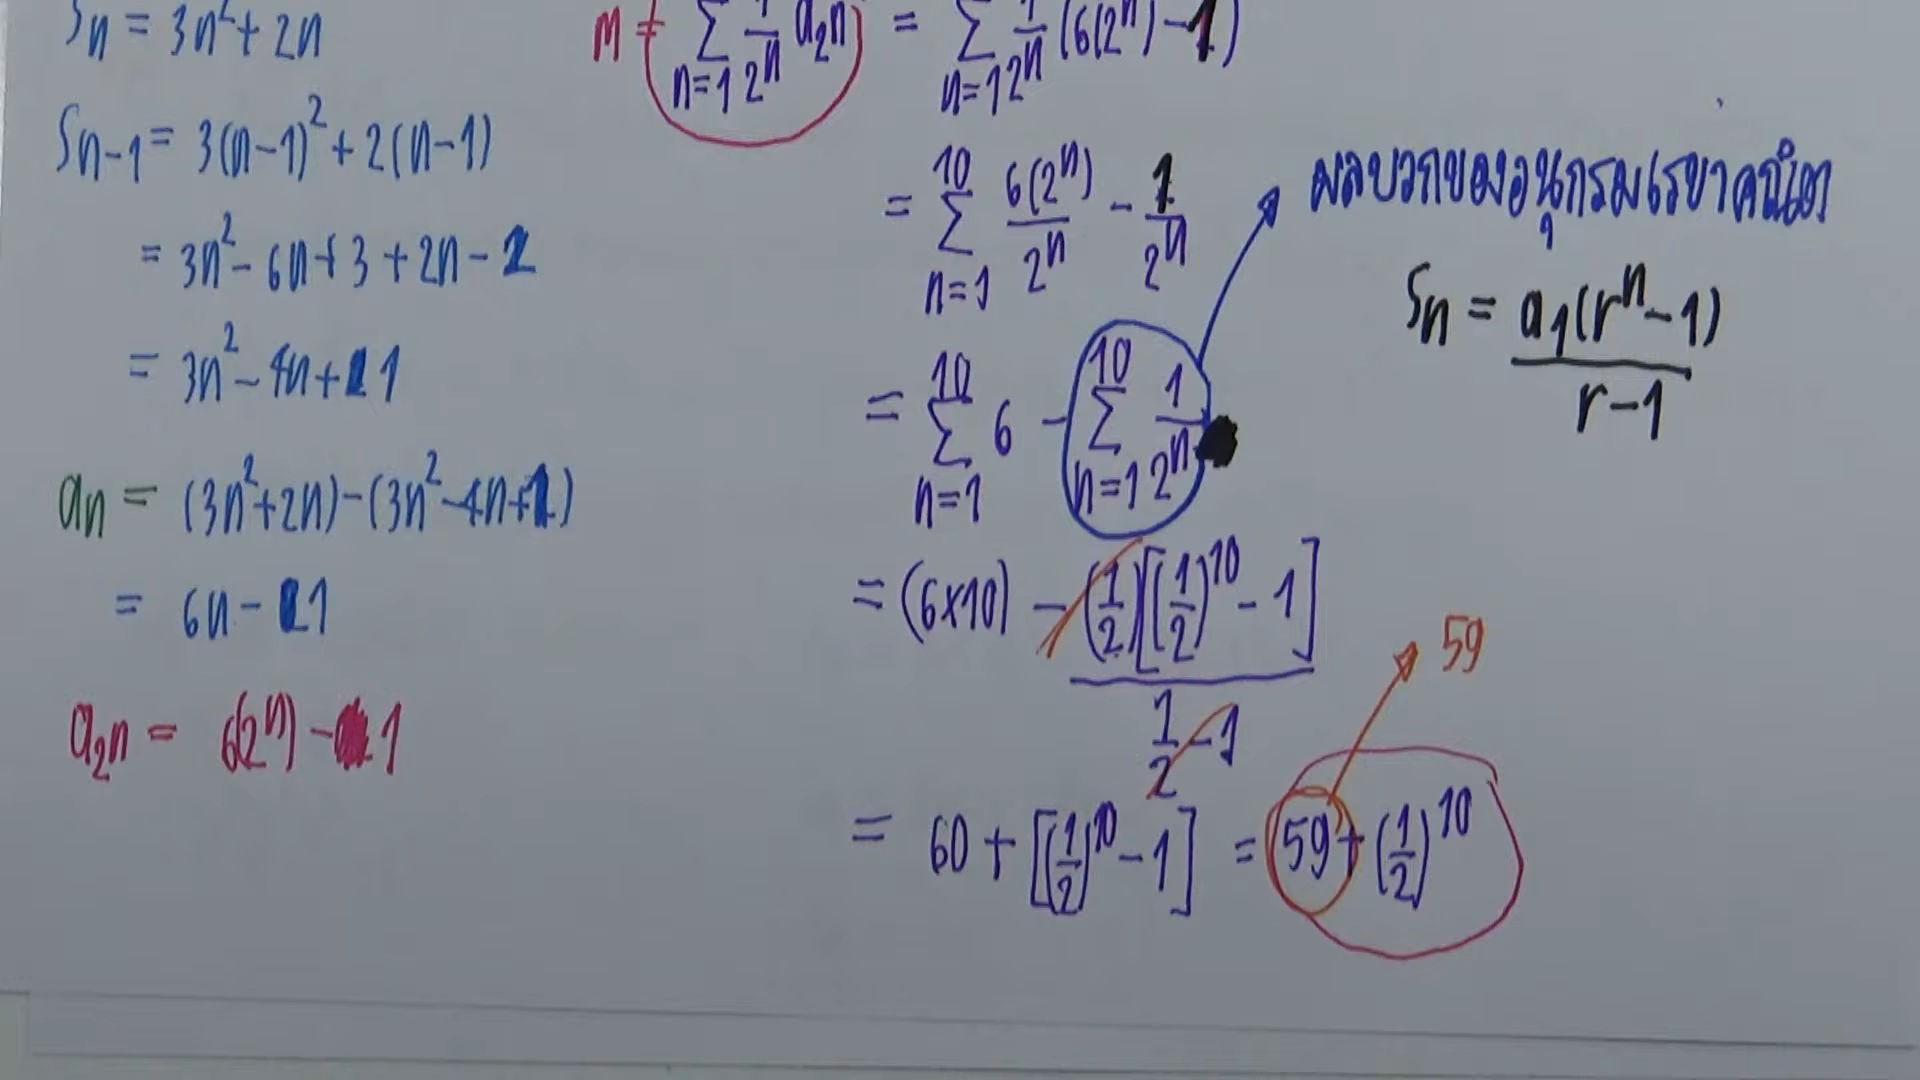 Sn = 3n² + 2n
Sn-1 = 3(n-1)² + 2(n-1)
= 3n² - 6n + 3 + 2n - 2
= 3n² - 4n + 1
an = (3n²+2n) - (3n²-4n+1)
= 6n - 1
a2n = 6(2ⁿ) - 1
m = ∑ n=1 1/2ⁿ a2n = ∑ n=1 1/2ⁿ (6(2ⁿ) - 1)
= 10 ∑ n=1 6(2ⁿ)/2ⁿ - 1/2ⁿ
= 10 ∑ n=1 6 - 10 ∑ n=1 1/2ⁿ
= (6×10) - (1/2)[(1/2)¹⁰ - 1] / 1/2 - 1
= 60 + [(1/2)¹⁰ - 1] = 59 + (1/2)¹⁰
59
ผลบวกของอนุกรมเรขาคณิต
Sn = a1(rⁿ - 1) / r - 1